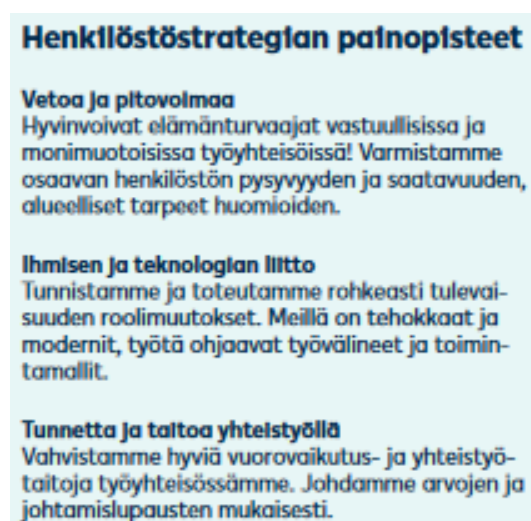 Henkilöstöstrategian painopisteet
Vetoa ja pitovoimaa
Hyvinvoivat elämänturvaajat vastuullisissa ja
monimuotoisissa työyhteisöissä! Varmistamme
osaavan henkilöstön pysyvyyden ja saatavuuden,
alueelliset tarpeet huomioiden.
Ihmisen ja teknologian liitto
Tunnistamme ja toteutamme rohkeasti tulevai-
suuden roolimuutokset. Meillä on tehokkaat ja
modernit, työtä ohjaavat työvälineet ja toimin-
tamallit.
Tunnetta ja taitoa yhteistyöllä
Vahvistamme hyviä vuorovaikutus- ja yhteistyö-
taitoja työyhteisössämme. Johdamme arvojen ja
johtamislupausten mukaisesti.